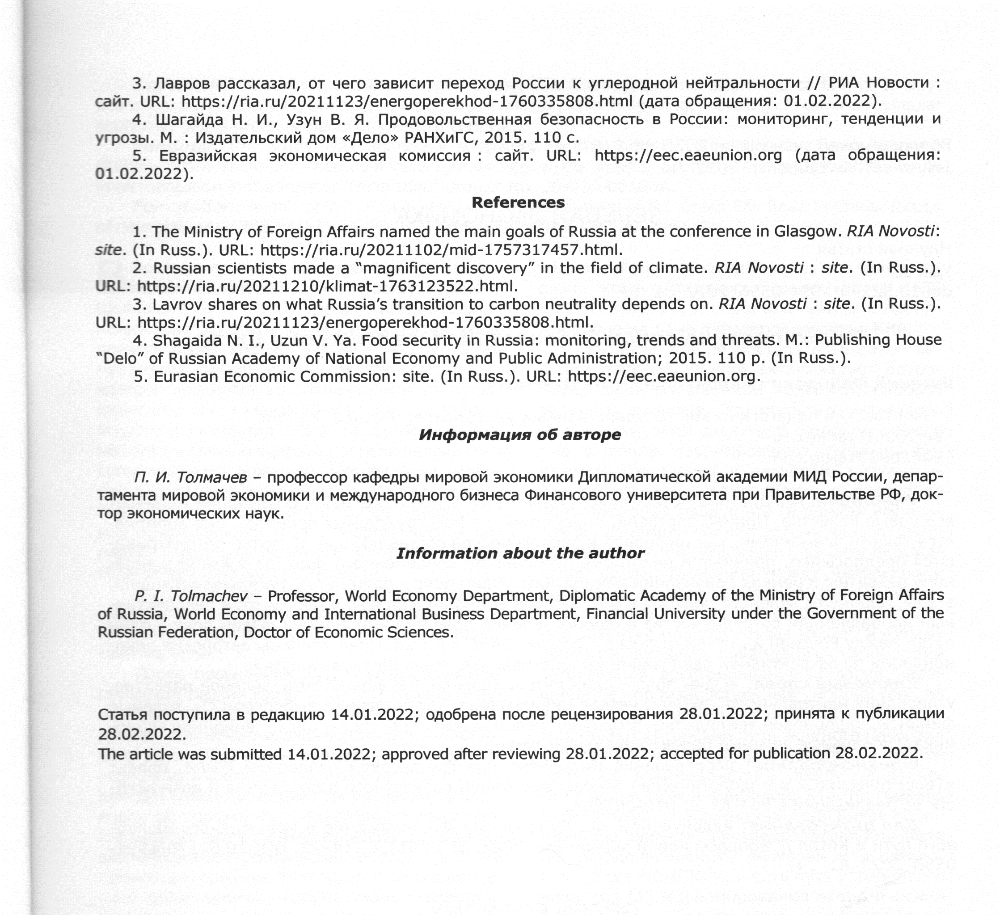 3. Лавров рассказал, от чего зависит переход России к углеродной нейтральности // РИА Новости :
сайт. URL: https://ria.ru/20211123/energoperekhod-1760335808.html (дата обращения: 01.02.2022).
4. Шагайда Н. И., Узун В. Я. Продовольственная безопасность в России: мониторинг, тенденции и
угрозы. М. : Издательский дом «Дело» РАНХиГС, 2015. 110 с.
5. Евразийская экономическая комиссия : сайт. URL: https://eec.eaeunion.org (дата обращения:
01.02.2022).
References
1. The Ministry of Foreign Affairs named the main goals of Russia at the conference in Glasgow. RIA Novosti:
site. (In Russ.). URL: https://ria.ru/20211102/mid-1757317457.html.
2. Russian scientists made a “magnificent discovery” in the field of climate. RIA Novosti : site. (In Russ.).
URL: https://ria.ru/20211210/klimat-1763123522.html.
3. Lavrov shares on what Russia’s transition to carbon neutrality depends on. RIA Novosti : site. (In Russ.).
URL: https://ria.ru/20211123/energoperekhod-1760335808.html.
4. Shagaida N. I., Uzun V. Ya. Food security in Russia: monitoring, trends and threats. M.: Publishing House
“Delo” of Russian Academy of National Economy and Public Administration; 2015. 110 p. (In Russ.).
5. Eurasian Economic Commission: site. (In Russ.). URL: https://eec.eaeunion.org.
Информация об авторе
П. И. Толмачев – профессор кафедры мировой экономики Дипломатической академии МИД России, депар-
тамента мировой экономики и международного бизнеса Финансового университета при Правительстве РФ, док-
тор экономических наук.
Information about the author
P. I. Tolmachev – Professor, World Economy Department, Diplomatic Academy of the Ministry of Foreign Affairs
of Russia, World Economy and International Business Department, Financial University under the Government of the
Russian Federation, Doctor of Economic Sciences.
Статья поступила в редакцию 14.01.2022; одобрена после рецензирования 28.01.2022; принята к публикации
28.02.2022.
The article was submitted 14.01.2022; approved after reviewing 28.01.2022; accepted for publication 28.02.2022.